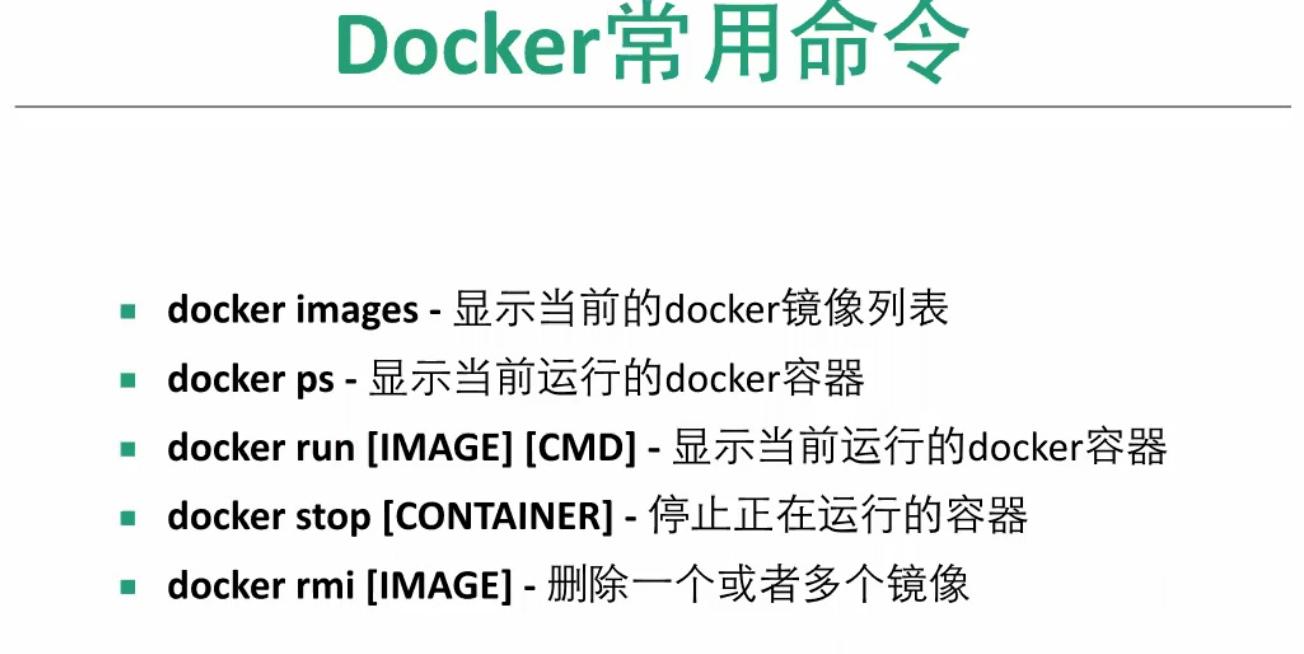 Docker常用命令
docker images - 显示当前的docker镜像列表
docker ps - 显示当前运行的docker容器
docker run [IMAGE] [CMD] - 显示当前运行的docker容器
docker stop [CONTAINER] - 停止正在运行的容器
docker rmi [IMAGE] - 删除一个或者多个镜像